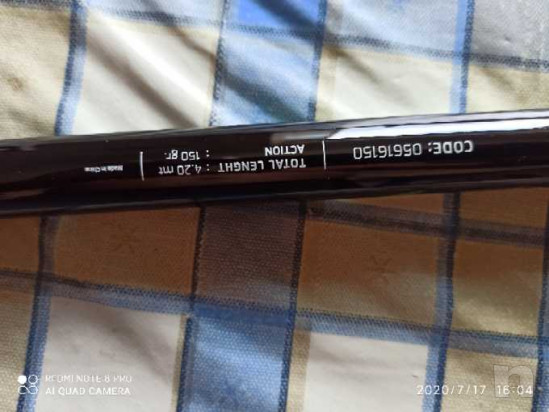 CODE: 05616150
TOTAL LENGHT : 4.20 mt
ACTION : 150 gr.
Made in China
REDMI NOTE 8 PRO
AI QUAD CAMERA
2020/7/17 16:04
n